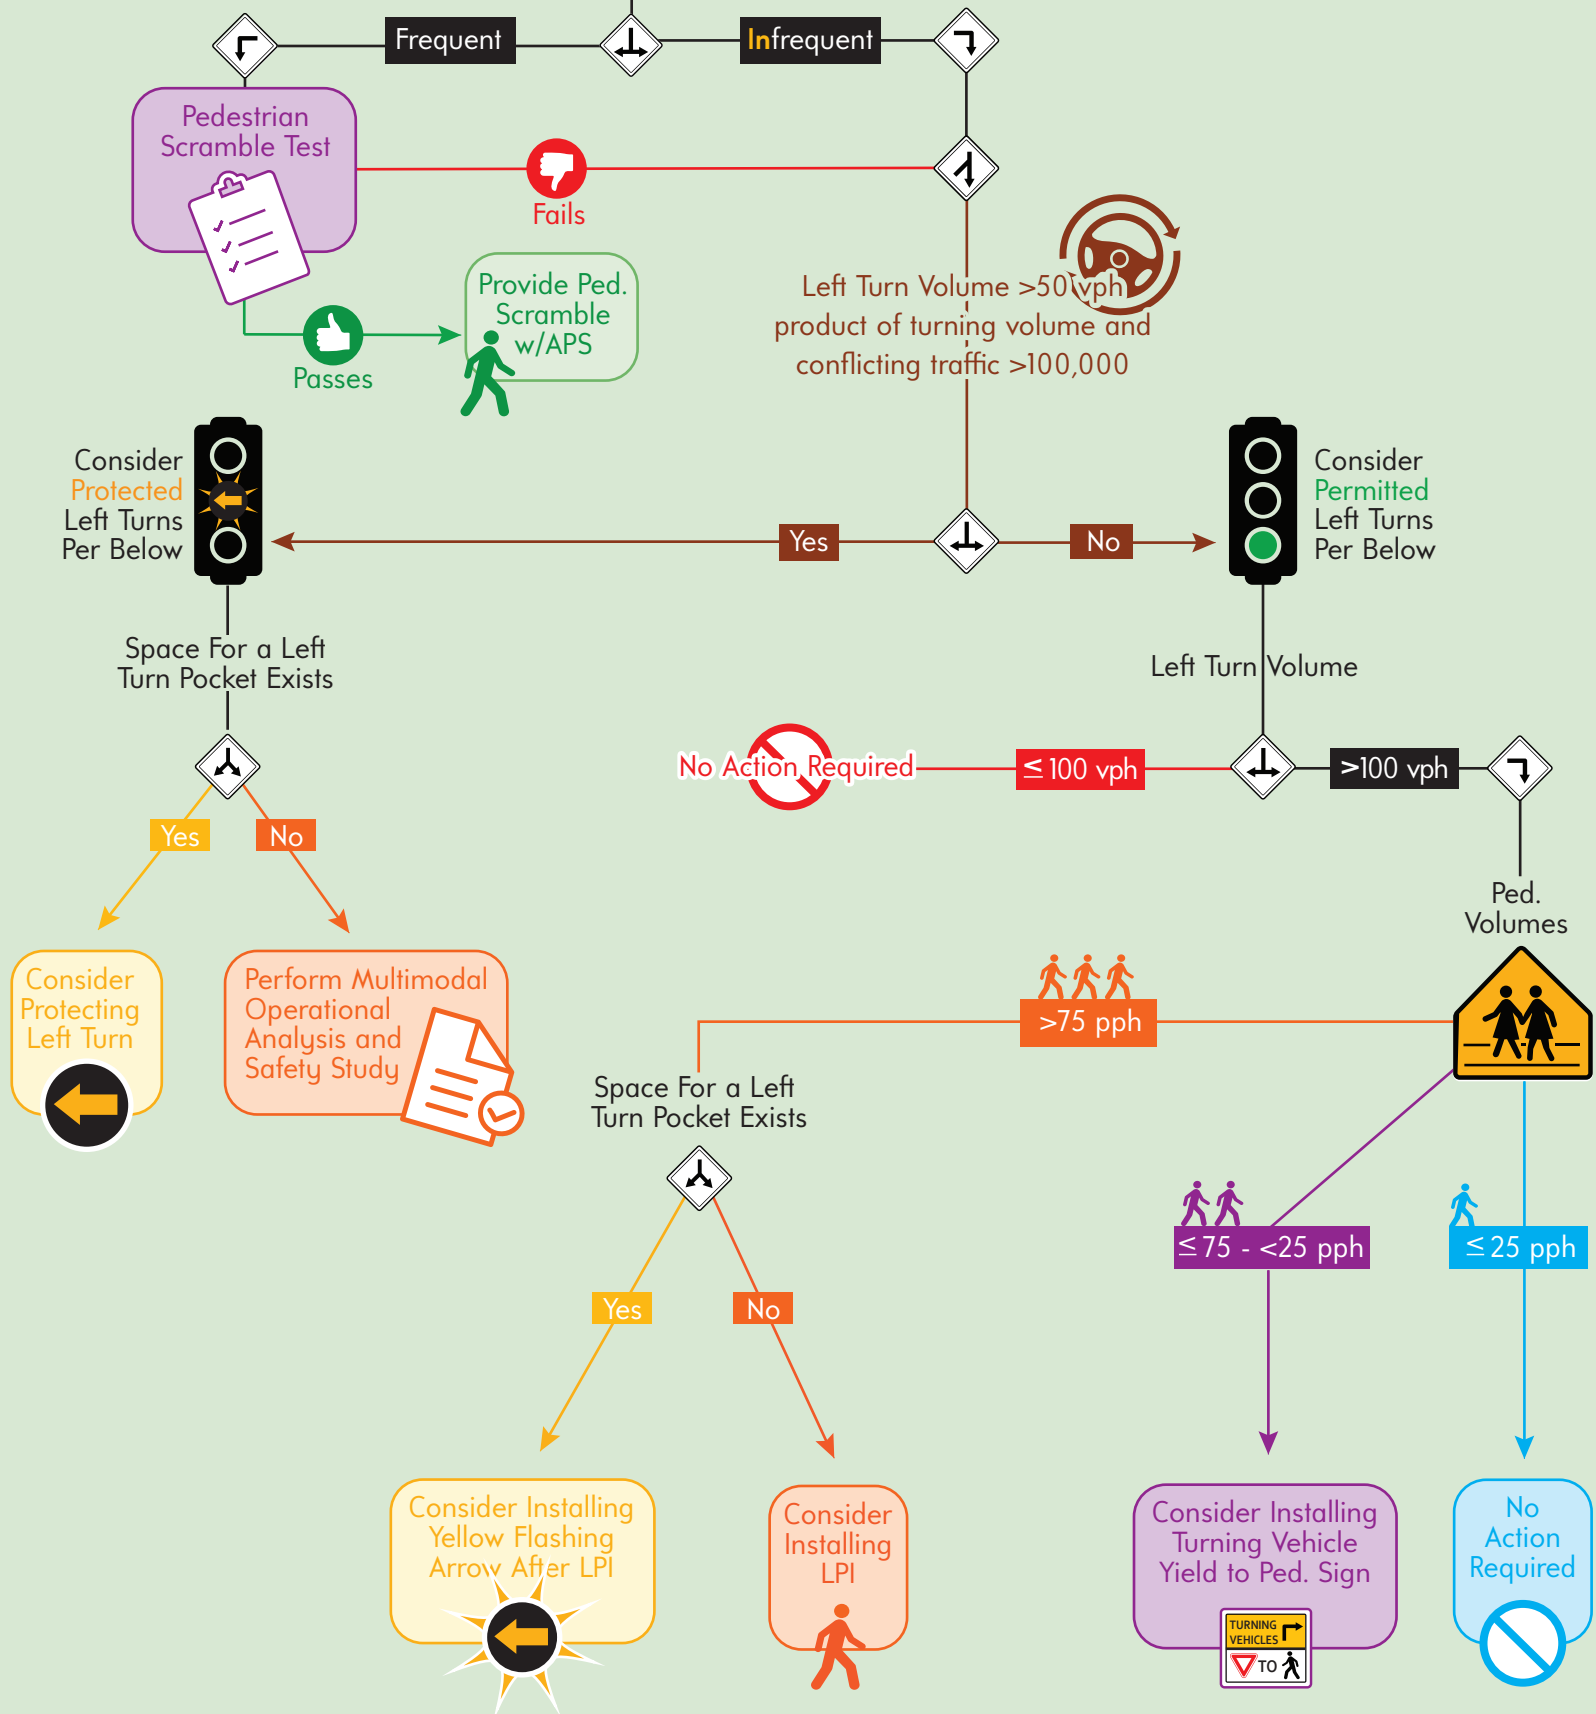 Frequent
Infrequent
Pedestrian
Scramble Test
Fails
Provide Ped.
Scramble
w/APS
Passes
Left Turn Volume >50 vph
product of turning volume and
conflicting traffic >100,000
Consider
Protected
Left Turns
Per Below
Yes
No
Consider
Permitted
Left Turns
Per Below
Space For a Left
Turn Pocket Exists
Left Turn Volume
No Action Required
≤ 100 vph
>100 vph
Yes
No
Ped.
Volumes
Consider
Protecting
Left Turn
Perform Multimodal
Operational
Analysis and
Safety Study
>75 pph
Space For a Left
Turn Pocket Exists
≤ 75 - <25 pph
≤ 25 pph
Yes
No
Consider Installing
Yellow Flashing
Arrow After LPI
Consider
Installing
LPI
Consider Installing
Turning Vehicle
Yield to Ped. Sign
TURNING
VEHICLES
TO
No
Action
Required